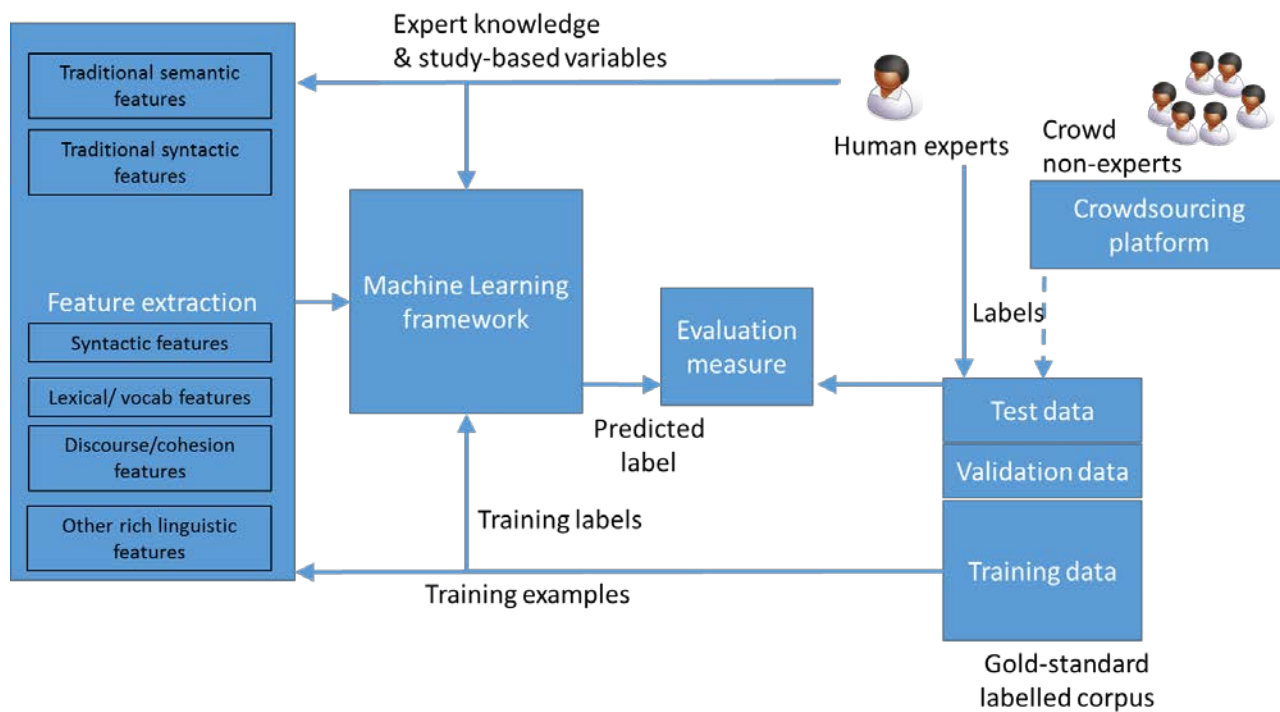 Expert knowledge
& study-based variables
Traditional semantic
features
Traditional syntactic
features
Feature extraction
Syntactic features
Lexical/ vocab features
Discourse/cohesion
features
Other rich linguistic
features
Machine Learning
framework
Evaluation
measure
Predicted
label
Training labels
Training examples
Human experts
Crowd
non-experts
Crowdsourcing
platform
Labels
Test data
Validation data
Training data
Gold-standard
labelled corpus